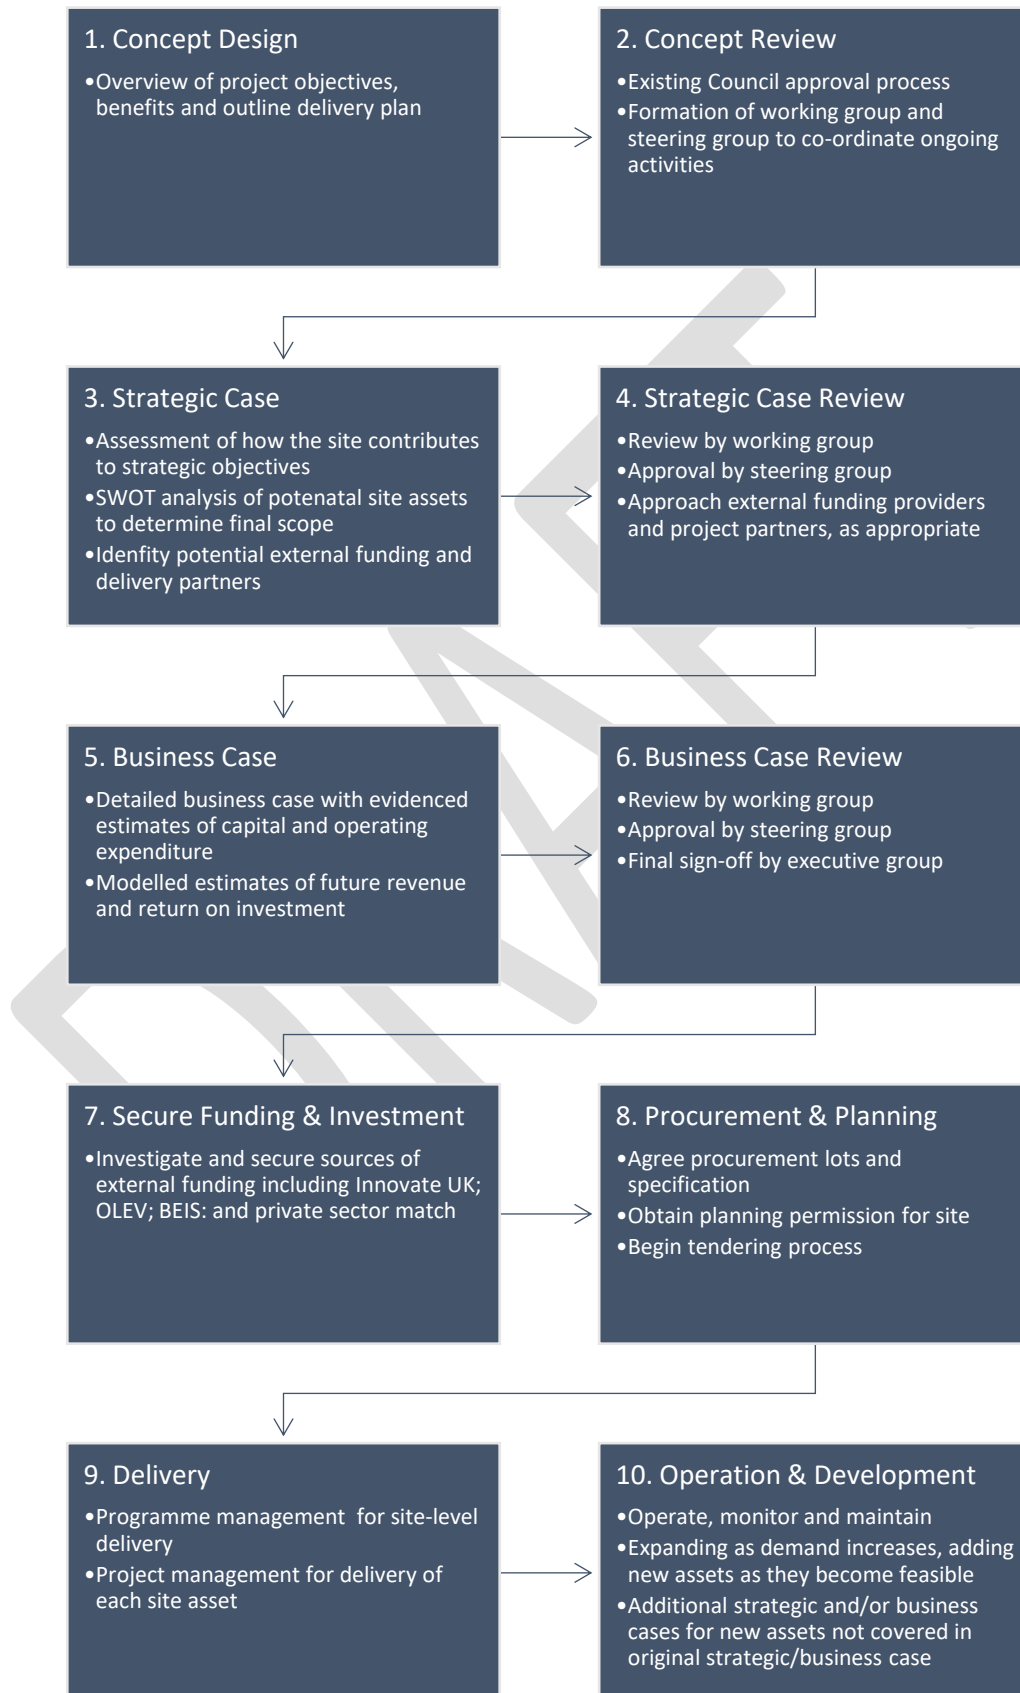 1. Concept Design
•Overview of project objectives,
benefits and outline delivery plan
2. Concept Review
•Existing Council approval process
•Formation of working group and
steering group to co-ordinate ongoing
activities
3. Strategic Case
•Assessment of how the site contributes
to strategic objectives
•SWOT analysis of potenatal site assets
to determine final scope
•Idenfity potential external funding and
delivery partners
4. Strategic Case Review
•Review by working group
•Approval by steering group
•Approach external funding providers
and project partners, as appropriate
5. Business Case
•Detailed business case with evidenced
estimates of capital and operating
expenditure
•Modelled estimates of future revenue
and return on investment
6. Business Case Review
•Review by working group
•Approval by steering group
•Final sign-off by executive group
7. Secure Funding & Investment
•Investigate and secure sources of
external funding including Innovate UK;
OLEV; BEIS: and private sector match
8. Procurement & Planning
•Agree procurement lots and
specification
•Obtain planning permission for site
•Begin tendering process
9. Delivery
•Programme management for site-level
delivery
•Project management for delivery of
each site asset
10. Operation & Development
•Operate, monitor and maintain
•Expanding as demand increases, adding
new assets as they become feasible
•Additional strategic and/or business
cases for new assets not covered in
original strategic/business case
DRAFT